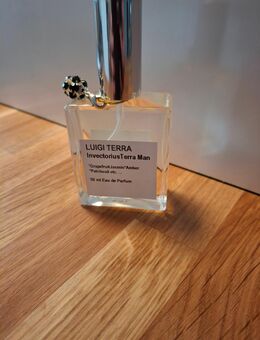 LUIGI TERRA
InvectoriusTerra Man
"Grapefruit/Jasmin"Amber
"Patchouli etc. ...
50 ml Eau de Parfum